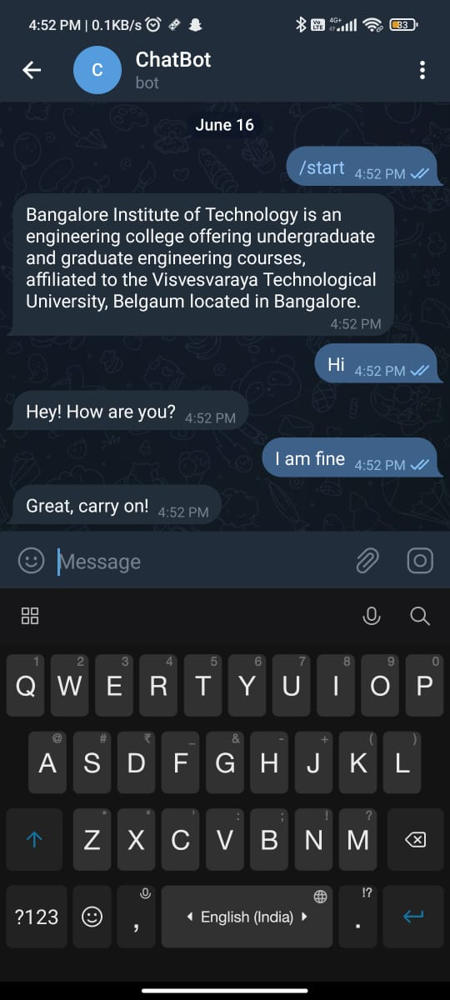 4:52 PM | 0.1KB/s
Vo LTE 4G+ 83
C
ChatBot
bot
June 16
/start 4:52 PM
Bangalore Institute of Technology is an
engineering college offering undergraduate
and graduate engineering courses,
affiliated to the Visvesvaraya Technological
University, Belgaum located in Bangalore.
4:52 PM
Hi 4:52 PM
Hey! How are you? 4:52 PM
I am fine 4:52 PM
Great, carry on! 4:52 PM
Message
1 2 3 4 5 6 7 8 9 0
Q W E R T Y U I O P
@ # ₹ _ & - + ( )
A S D F G H J K L
* " ' : ; ! ?
Z X C V B N M
!?
?123 , English (India) .